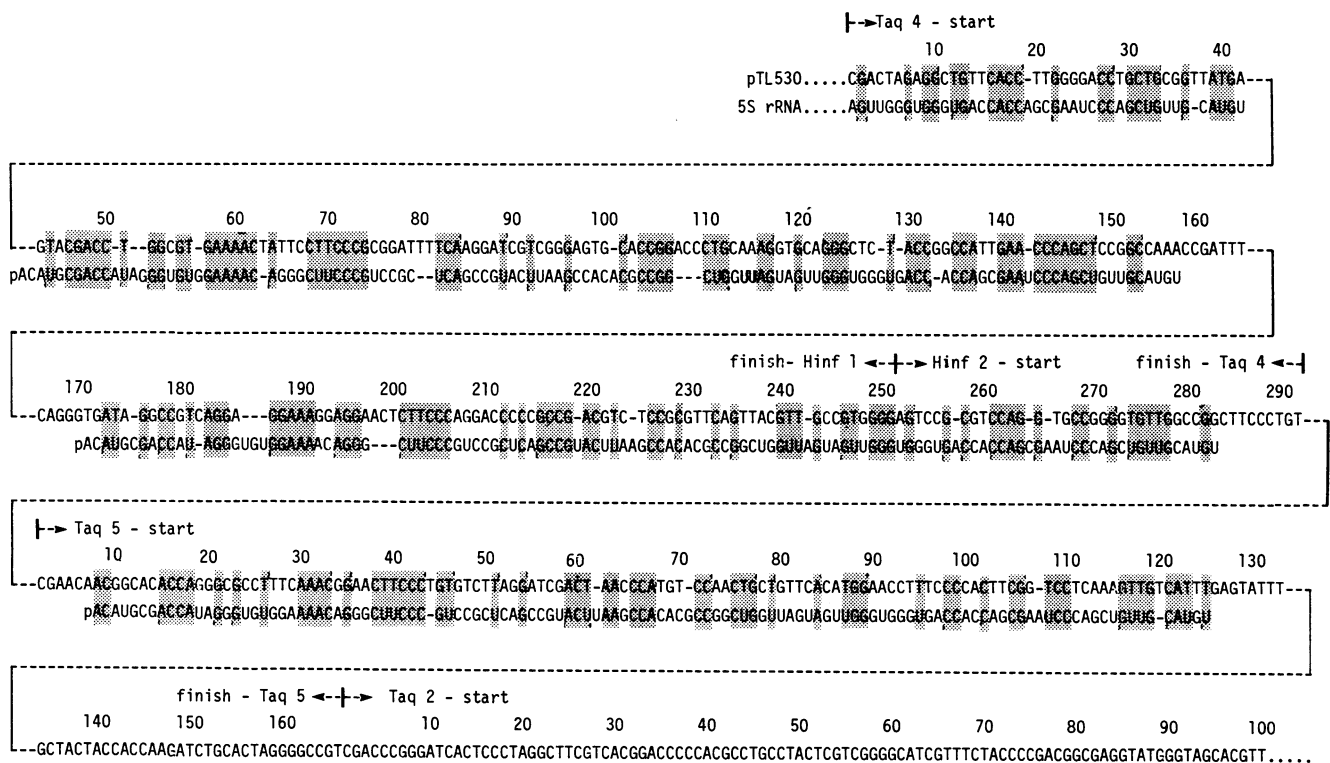 Taq 4 - start
10 20 30 40
pTL530.....CGACTAGAGGCTGTTCACC-TTGGGGACCTGCTGCGGTTATGA---
5S rRNA.....AGUUGGGUGGGUGACCACCAGCGAAUCCCAGCUGUUG-CAUGU
50 60 70 80 90 100 110 120 130 140 150 160
---GTACGACC-T--GGCGT-GAAAACTATTCCTTCCCGCGGATTTTCAAGGATCGTCGGGAGTG-CACCGGACCCTGCAAAGGTGCAGGGCTC-T-ACCGGCCATTGAA-CCCAGCTCCGGCCAAACCGATTT---
pACAUGCGACCAUAGGGUGUGGAAAAC-AGGGCUUCCCGUCCGC--UCAGCCGUACUUAAGCCACACGCCGG---CUGGUUAGUAGUUGGGUGGGUGACC-ACCAGCGAAUCCCAGCUGUUGCAUGU
finish- Hinf 1 Hinf 2 - start finish - Taq 4
170 180 190 200 210 220 230 240 250 260 270 280 290
---CAGGGTGATA-GGCCGTCAGGA--GGAAAGGAGGAACTCTTCCCAGGACCCCCGCCG-ACGTC-TCCGCGTTCAGTTACGTT-GCCGTGGGGAGTCCG-CGTCCAG-G-TGCCGGGGTGTTGGCCGGCTTCCCTGT---
pACAUGCGACCAU-AGGGUGUGGAAAACAGGG---CUUCCCGUCCGCUCAGCCGUACUUAAGCCACACGCCGGCUGGUUAGUAGUUGGGUGGGUGACCACCAGCGAAUCCCAGCUGUUGCAUGU
Taq 5 - start
10 20 30 40 50 60 70 80 90 100 110 120 130
---CGAACAACGGCACACCAGGGCGCCTTTCAAACGGAACTTCCCTGTGTCTTAGGATCGACT-AACCCATGT-CCAACTGCTGTTCACATGGAACCTTTCCCCACTTCGG-TCCTCAAAGTTGTCATTTGAGTATTT---
pACAUGCGACCAUAGGGUGUGGAAAACAGGGCUUCCC-GUCCGCUCAGCCGUACUUAAGCCACACGCCGGCUGGUUAGUAGUUGGGUGGGUGACCACCAGCGAAUCCCAGCUGUUG-CAUGU
finish - Taq 5 Taq 2 - start
140 150 160 10 20 30 40 50 60 70 80 90 100
---GCTACTACCACCAAGATCTGCACTAGGGGCCGTCGACCCGGGATCACTCCCTAGGCTTCGTCACGGACCCCCACGCCTGCCTACTCGTCGGGGCATCGTTTCTACCCCGACGGCGAGGTATGGGTAGCACGTT.....